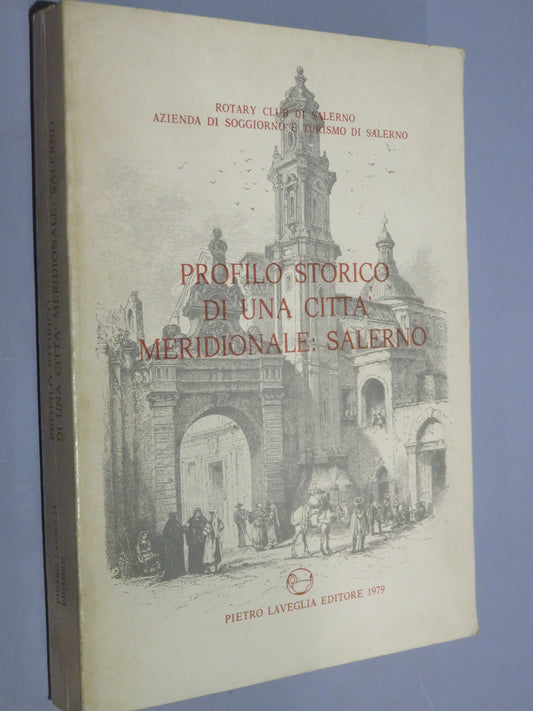 ROTARY CLUB DI SALERNO
AZIENDA DI SOGGIORNO E TURISMO DI SALERNO
PROFILO STORICO
DI UNA CITTA'
MERIDIONALE: SALERNO
PIETRO LAVEGLIA EDITORE 1979
PROFILO STORICO
DI UNA CITTA' MERIDIONALE: SALERNO
PIETRO LAVEGLIA
EDITORE